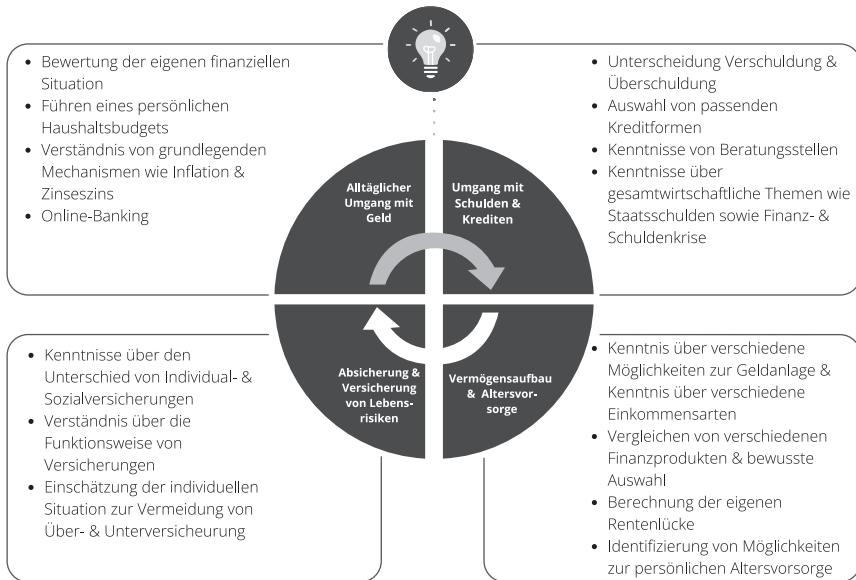 • Bewertung der eigenen finanziellen
Situation
• Führen eines persönlichen
Haushaltsbudgets
• Verständnis von grundlegenden
Mechanismen wie Inflation &
Zinseszins
• Online-Banking
• Unterscheidung Verschuldung &
Überschuldung
• Auswahl von passenden
Kreditformen
• Kenntnisse von Beratungsstellen
• Kenntnisse über
gesamtwirtschaftliche Themen wie
Staatsschulden sowie Finanz- &
Schuldenkrise
Alltäglicher
Umgang mit
Geld
Umgang mit
Schulden &
Krediten
Absicherung &
Versicherung
von Lebens-
risiken
Vermögensaufbau
& Altersvor-
sorge
• Kenntnisse über den
Unterschied von Individual- &
Sozialversicherungen
• Verständnis über die
Funktionsweise von
Versicherungen
• Einschätzung der individuellen
Situation zur Vermeidung von
Über- & Unterversicheurung
• Kenntnis über verschiedene
Möglichkeiten zur Geldanlage &
Kenntnis über verschiedene
Einkommensarten
• Vergleichen von verschiedenen
Finanzprodukten & bewusste
Auswahl
• Berechnung der eigenen
Rentenlücke
• Identifizierung von Möglichkeiten
zur persönlichen Altersvorsorge